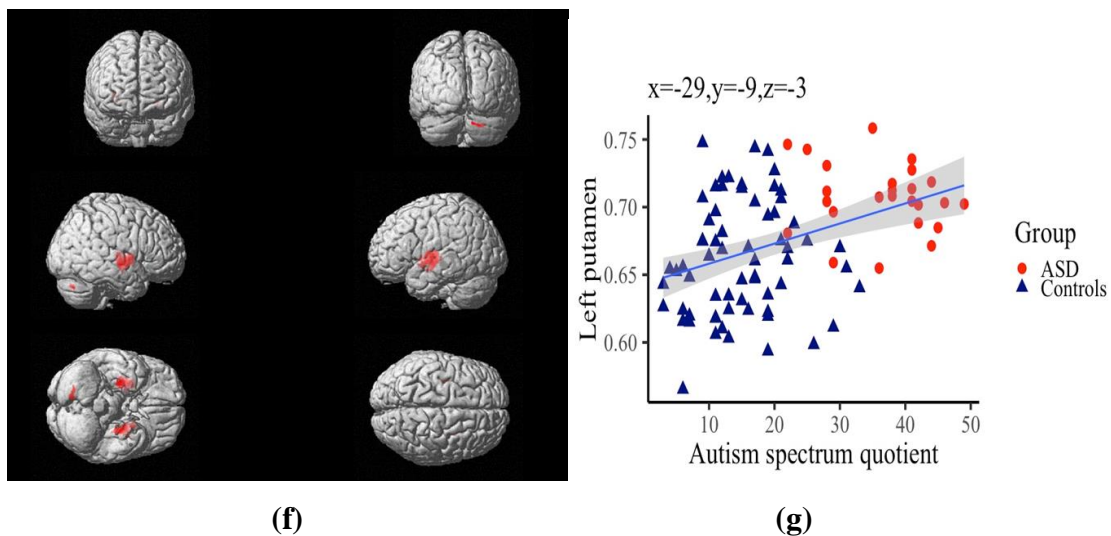 x=-29,y=-9,z=-3
0.75
0.70
0.65
0.60
Left putamen
10 20 30 40 50
Autism spectrum quotient
Group
ASD
Controls
(f) (g)